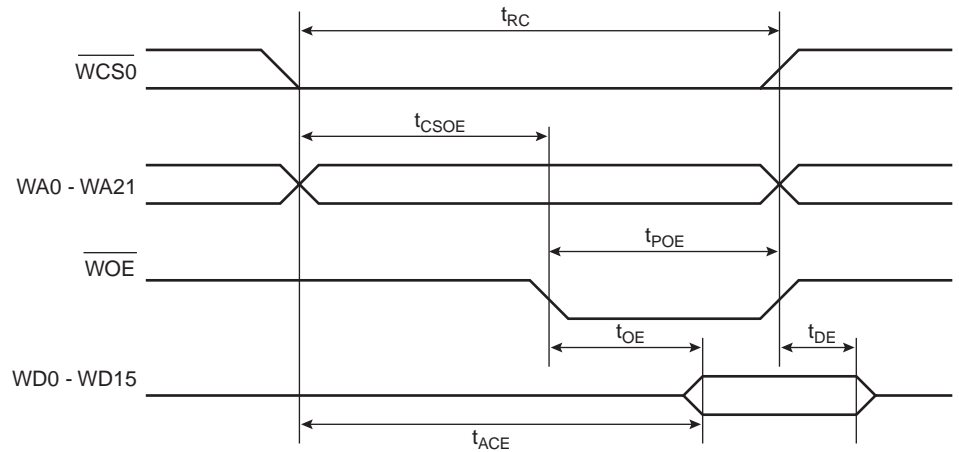 tRC
WCS0
tCSOE
WA0 - WA21
tPOE
WOE
tOE
tDE
WD0 - WD15
tACE